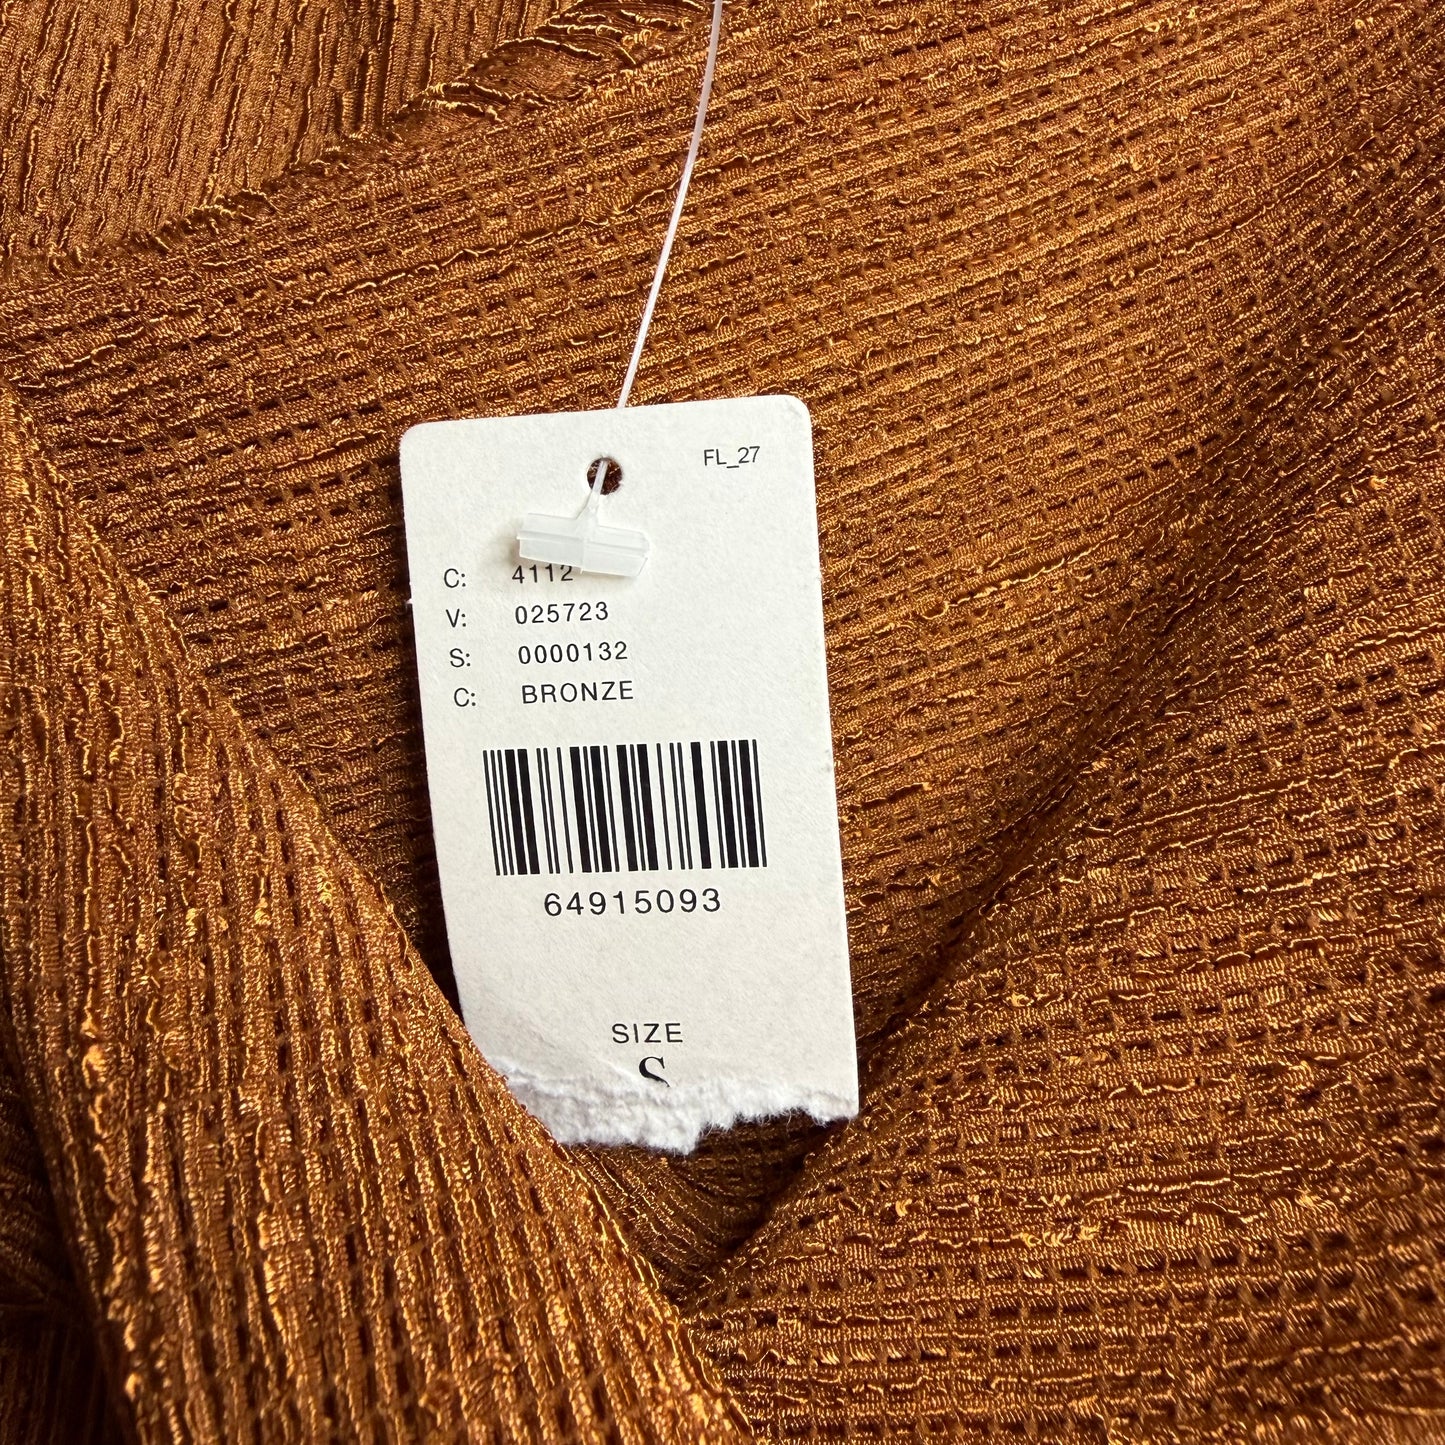 FL_27
C: 4112
V: 025723
S: 0000132
C: BRONZE
64915093
SIZE
S